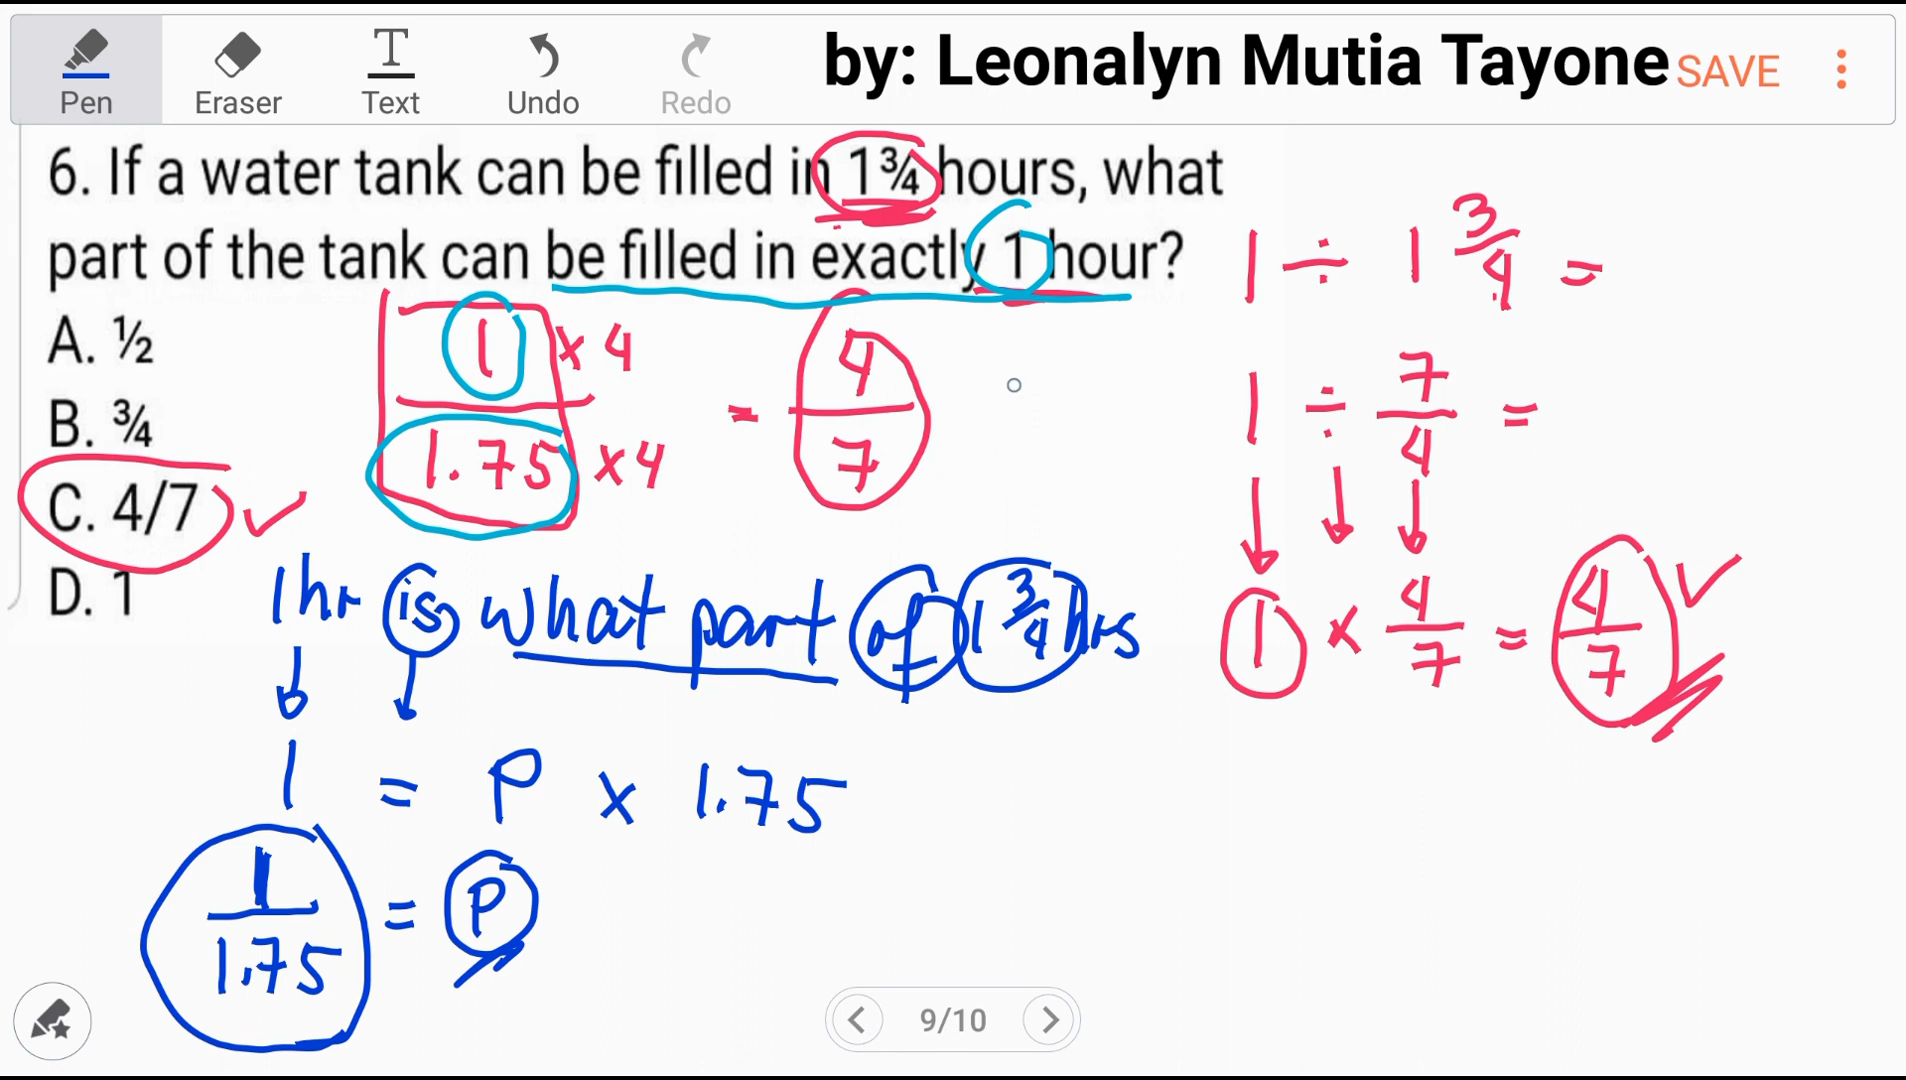 Pen Eraser Text Undo Redo by: Leonalyn Mutia Tayone SAVE
6. If a water tank can be filled in 1¾ hours, what
part of the tank can be filled in exactly 1 hour?
A. ½
B. ¾
C. 4/7
D. 1
1 × 4
1.75 × 4
= 4/7
1 ÷ 1 3/4 =
1 ÷ 7/4 =
1 × 4/7 = 4/7
1hr is what part of 1 3/4 hrs
1 = P × 1.75
1/1.75 = P
9/10